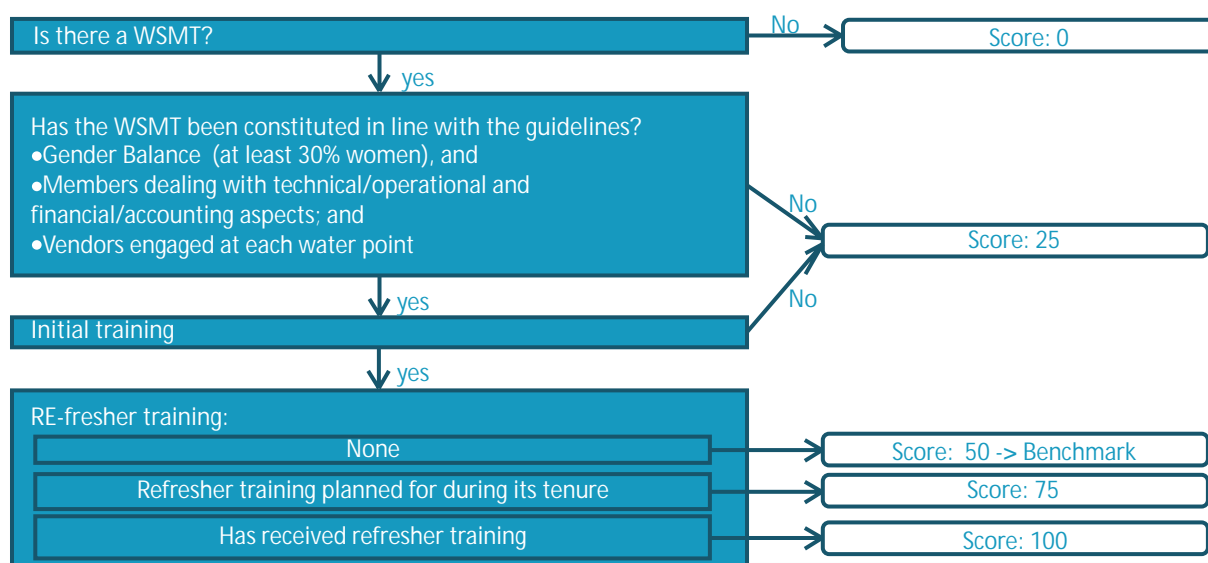 Is there a WSMT?
No
Score: 0
yes
Has the WSMT been constituted in line with the guidelines?
•Gender Balance (at least 30% women), and
•Members dealing with technical/operational and
financial/accounting aspects; and
•Vendors engaged at each water point
No
Score: 25
yes
No
Initial training
yes
RE-fresher training:
None
Score: 50 -> Benchmark
Refresher training planned for during its tenure
Score: 75
Has received refresher training
Score: 100